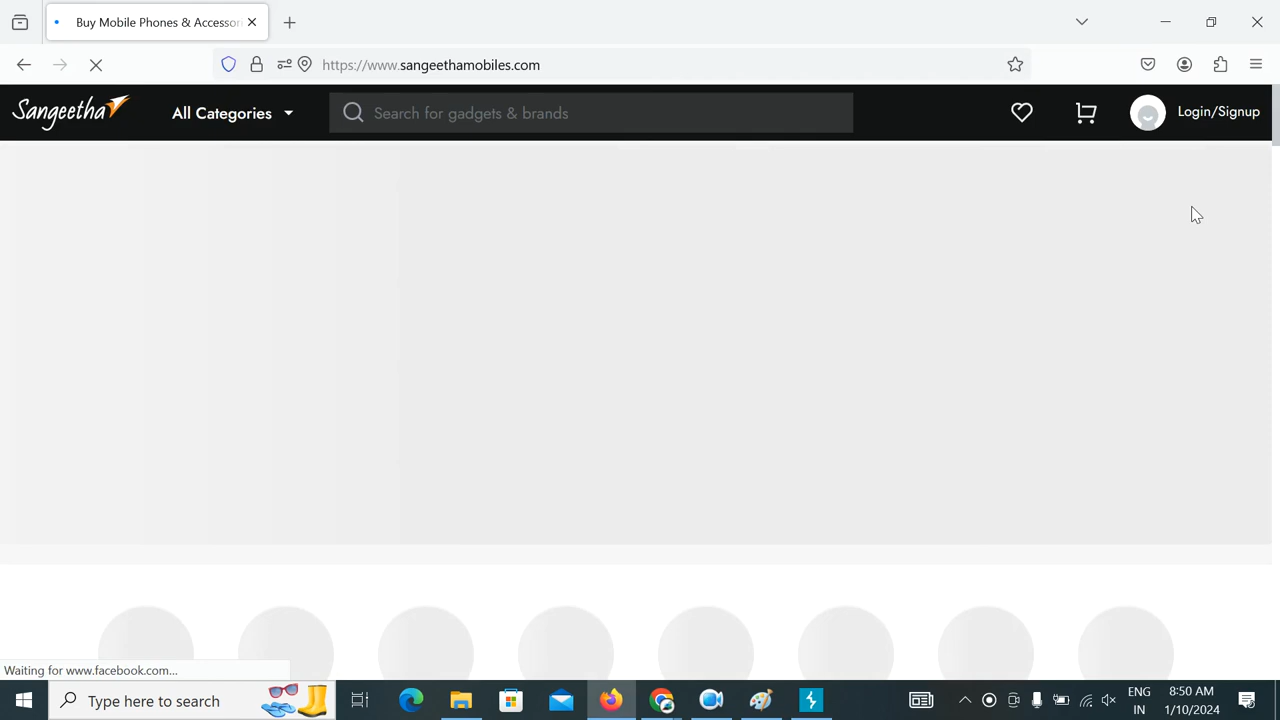 Buy Mobile Phones & Accessor
https://www.sangeethamobiles.com
Sangeetha
All Categories
Search for gadgets & brands
Login/Signup
Waiting for www.facebook.com...
Type here to search
ENG
IN
8:50 AM
1/10/2024